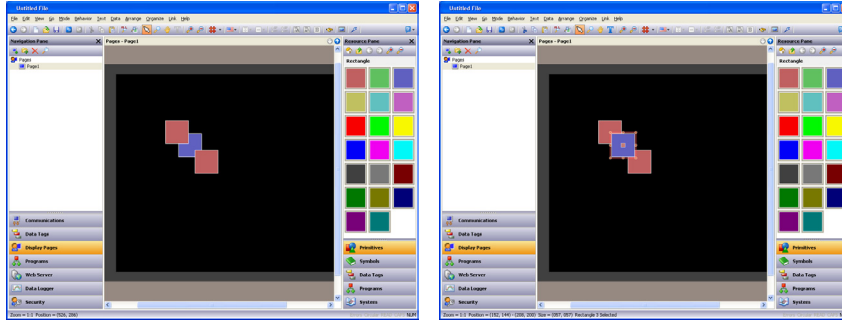 Untitled File
File Edit View Go Mode Behavior Text Data Arrange Organize Link Help
Navigation Pane
Pages - Page1
Resource Pane
Pages
Page1
Rectangle
Communications
Data Tags
Display Pages
Programs
Web Server
Data Logger
Security
Primitives
Symbols
Data Tags
Programs
System
Zoom = 1:1 Position = (526, 286)
NUM
Untitled File
File Edit View Go Mode Behavior Text Data Arrange Organize Link Help
Navigation Pane
Pages - Page1
Resource Pane
Pages
Page1
Rectangle
Communications
Data Tags
Display Pages
Programs
Web Server
Data Logger
Security
Primitives
Symbols
Data Tags
Programs
System
Zoom = 1:1 Position = (152, 144)-(208, 200) Size = (057, 057) Rectangle 3 Selected
NUM